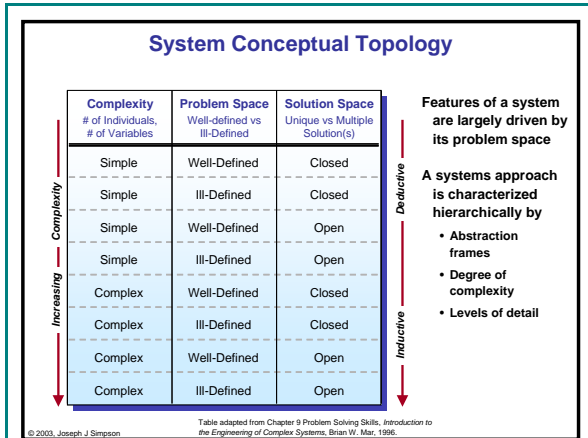 System Conceptual Topology
Complexity Problem Space Solution Space
# of Individuals, Well-defined vs Unique vs Multiple
# of Variables Ill-Defined Solution(s)
Simple Well-Defined Closed
Simple Ill-Defined Closed
Simple Well-Defined Open
Simple Ill-Defined Open
Complex Well-Defined Closed
Complex Ill-Defined Closed
Complex Well-Defined Open
Complex Ill-Defined Open
Increasing Complexity
Deductive
Inductive
Features of a system
are largely driven by
its problem space
A systems approach
is characterized
hierarchically by
• Abstraction
frames
• Degree of
complexity
• Levels of detail
Table adapted from Chapter 9 Problem Solving Skills, Introduction to
the Engineering of Complex Systems, Brian W. Mar, 1996.
© 2003, Joseph J Simpson